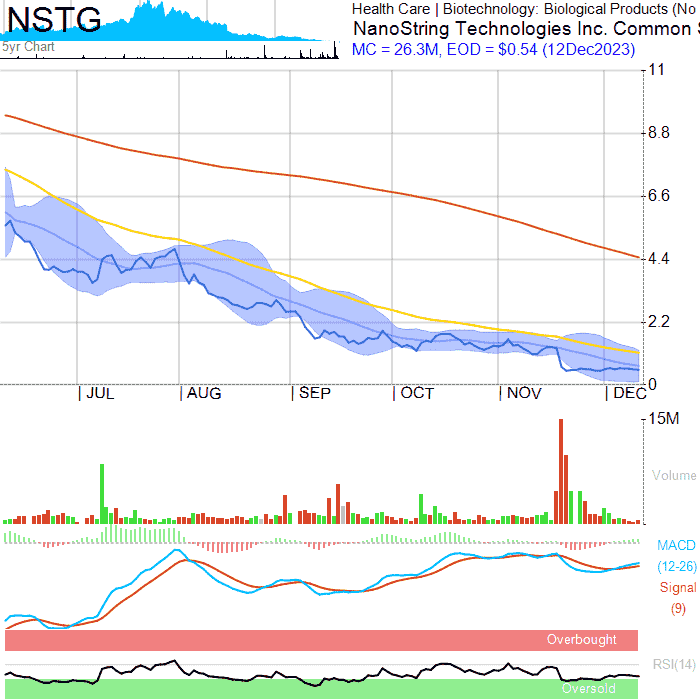 NSTG
5yr Chart
Health Care | Biotechnology: Biological Products (No
NanoString Technologies Inc. Common S
MC = 26.3M, EOD = $0.54 (12Dec2023)
11
8.8
6.6
4.4
2.2
0
JUL AUG SEP OCT NOV DEC
15M
Volume
MACD
(12-26)
Signal
(9)
Overbought
RSI(14)
Oversold